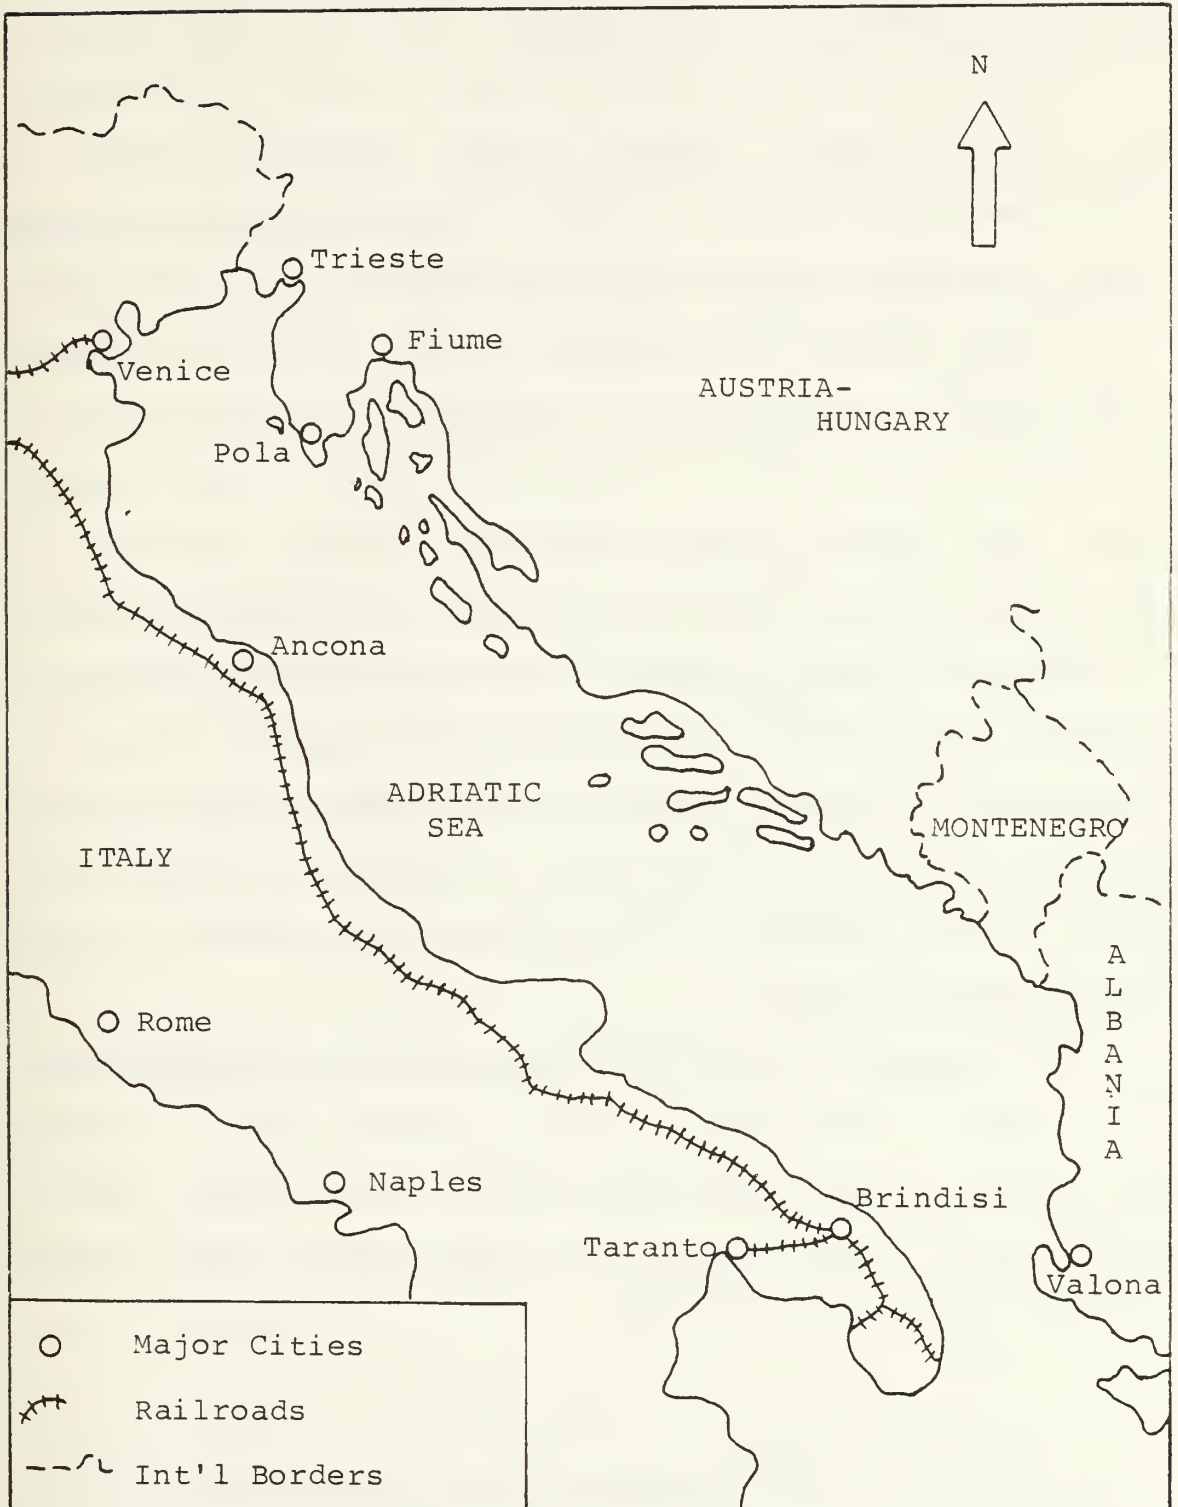 N
Trieste
Fiume
Venice
AUSTRIA-
HUNGARY
Pola
Ancona
ADRIATIC
SEA
MONTENEGRO
ITALY
ALBANIA
Rome
Naples
Brindisi
Taranto
Valona
Major Cities
Railroads
Int'l Borders